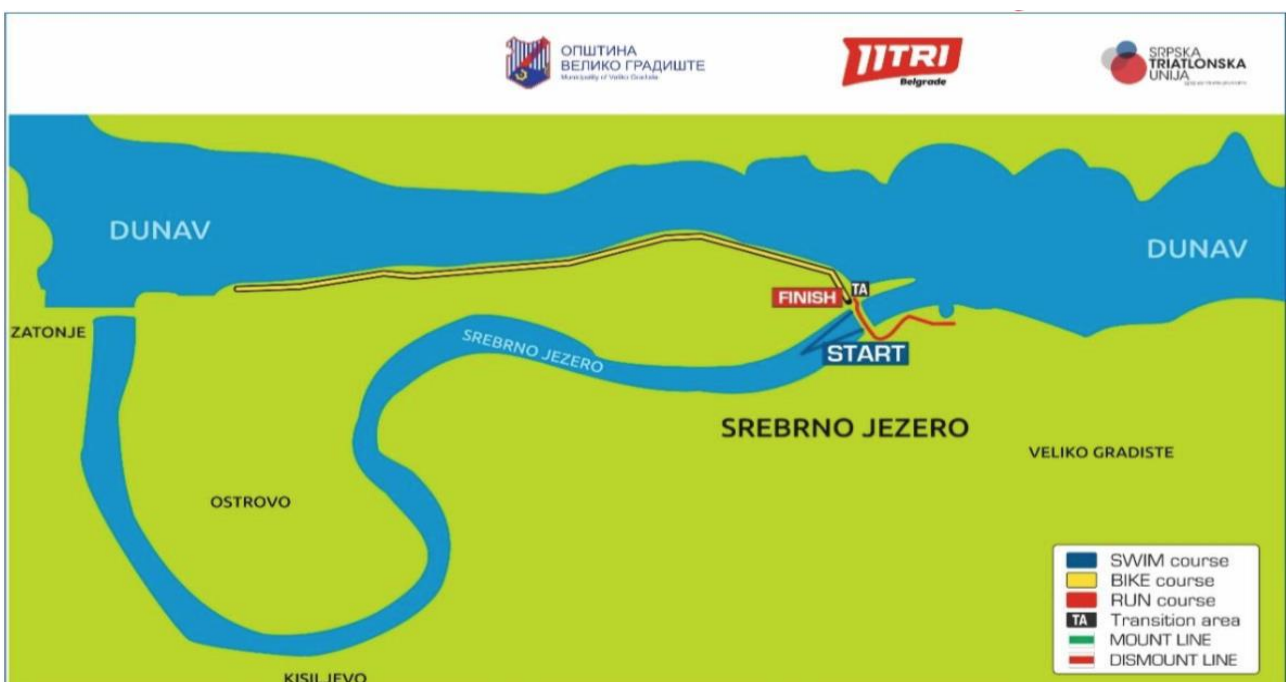 ОПШТИНА
ВЕЛИКО ГРАДИШТЕ
Municipality of Veliko Gradište
11TRI
Belgrade
SRPSKA
TRIATLONSKA
UNIJA
DUNAV
DUNAV
TA
FINISH
ZATONJE
SREBRNO JEZERO
START
SREBRNO JEZERO
VELIKO GRADISTE
OSTROVO
KISILJEVO
SWIM course
BIKE course
RUN course
TA Transition area
MOUNT LINE
DISMOUNT LINE